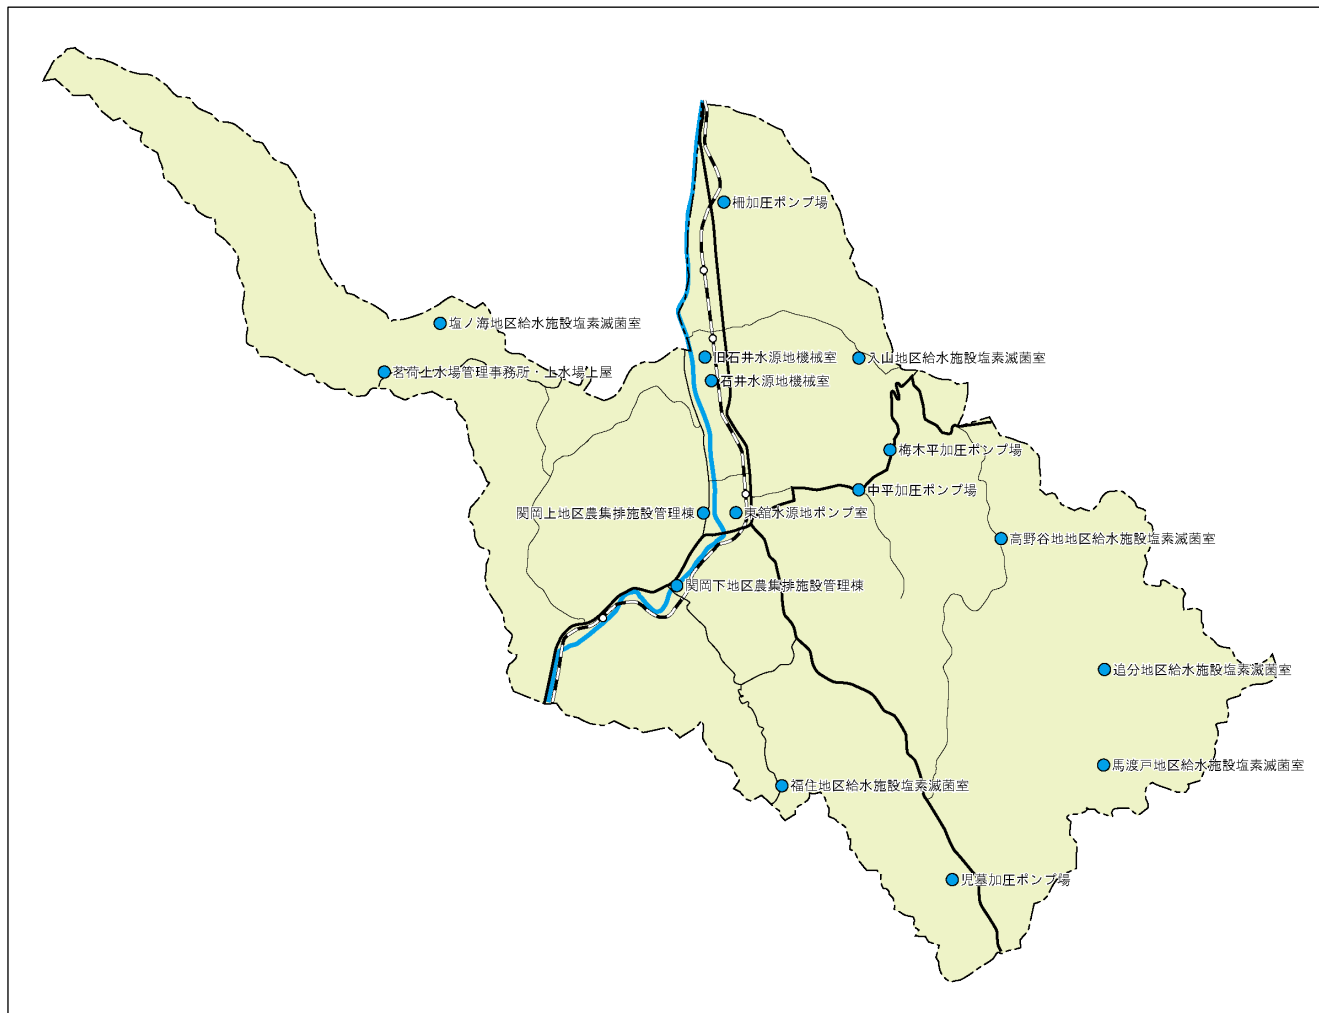 柵加圧ポンプ場
塩ノ海地区給水施設塩素滅菌室
旧石井水源地機械室
入山地区給水施設塩素滅菌室
茗荷上水場管理事務所・上水場上屋
石井水源地機械室
梅木平加圧ポンプ場
中平加圧ポンプ場
関岡上地区農集排施設管理棟
東舘水源地ポンプ室
高野谷地地区給水施設塩素滅菌室
関岡下地区農集排施設管理棟
追分地区給水施設塩素滅菌室
馬渡戸地区給水施設塩素滅菌室
福住地区給水施設塩素滅菌室
児墓加圧ポンプ場